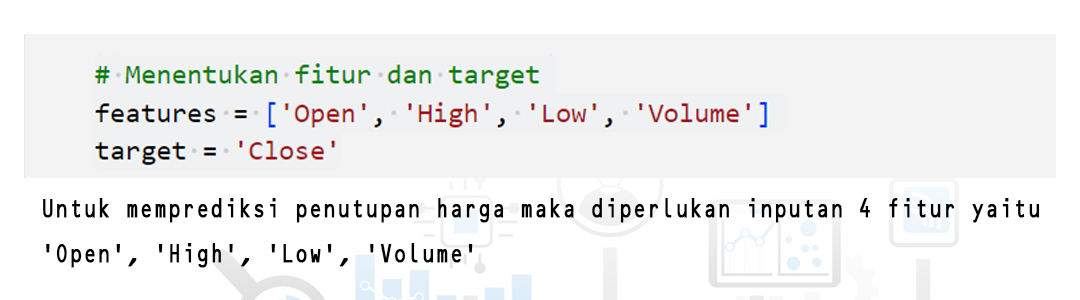 # Menentukan fitur dan target
features = ['Open', 'High', 'Low', 'Volume']
target = 'Close'
Untuk memprediksi penutupan harga maka diperlukan inputan 4 fitur yaitu
'Open', 'High', 'Low', 'Volume'